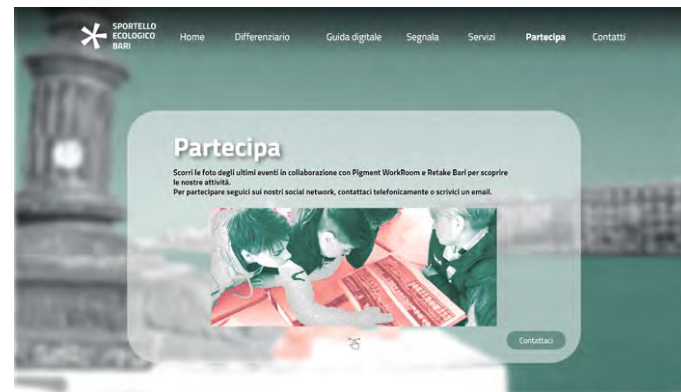 SPORTELLO
ECOLOGICO
BARI
Home
Differenziario
Guida digitale
Segnala
Servizi
Partecipa
Contatti
Partecipa
Scorri le foto degli ultimi eventi in collaborazione con Pigment WorkRoom e Retake Bari per scoprire
le nostre attività.
Per partecipare seguici sui nostri social network, contattaci telefonicamente o scrivici un email.
Contattaci